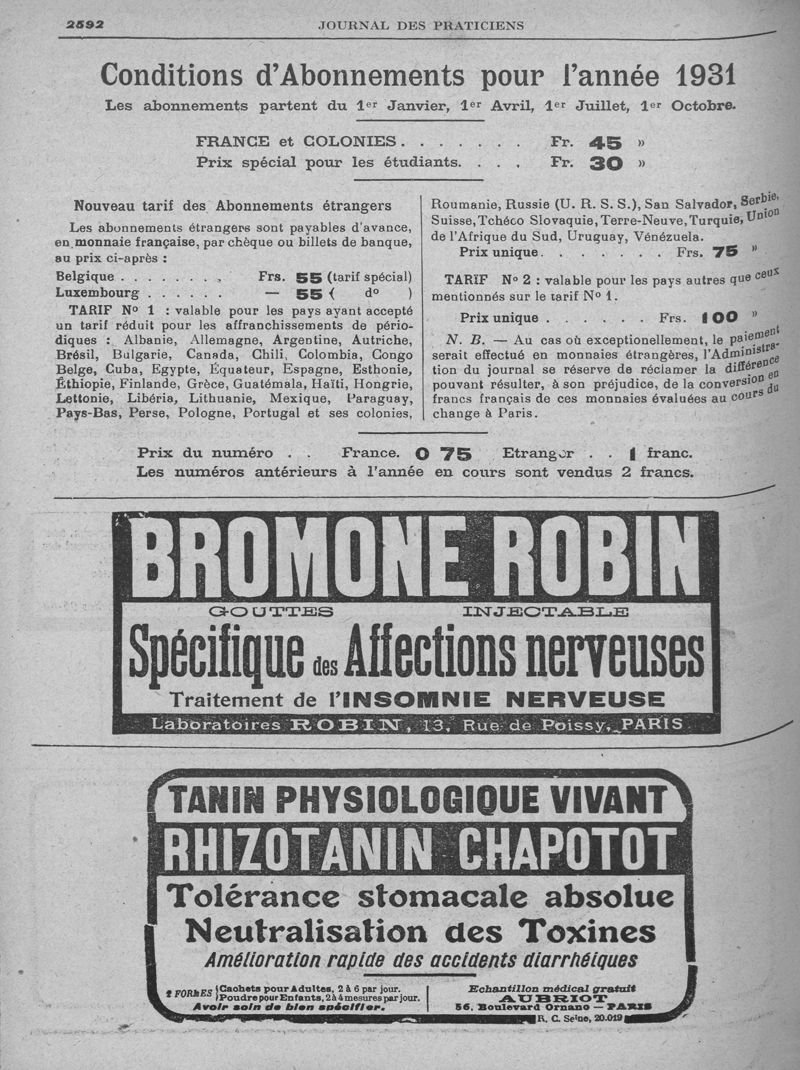 2592
JOURNAL DES PRATICIENS
Conditions d'Abonnements pour l'année 1931
Les abonnements partent du 1er Janvier, 1er Avril, 1er Juillet, 1er Octobre.
FRANCE et COLONIES . . . . . . . Fr. 45 »
Prix spécial pour les étudiants. . . . Fr. 30 »
Nouveau tarif des Abonnements étrangers
Les abonnements étrangers sont payables d'avance,
en monnaie française, par chèque ou billets de banque,
au prix ci-après :
Belgique . . . . . . . . Frs. 55 (tarif spécial)
Luxembourg . . . . . . — 55 ( do )
TARIF No 1 : valable pour les pays ayant accepté
un tarif réduit pour les affranchissements de pério-
diques : Albanie, Allemagne, Argentine, Autriche,
Brésil, Bulgarie, Canada, Chili, Colombia, Congo
Belge, Cuba, Egypte, Équateur, Espagne, Esthonie,
Éthiopie, Finlande, Grèce, Guatémala, Haïti, Hongrie,
Lettonie, Libéria, Lithuanie, Mexique, Paraguay,
Pays-Bas, Perse, Pologne, Portugal et ses colonies,
Roumanie, Russie (U. R. S. S.), San Salvador, Serbie,
Suisse, Tchéco Slovaquie, Terre-Neuve, Turquie, Union
de l'Afrique du Sud, Uruguay, Vénézuela.
Prix unique. . . . . . . Frs. 75 »
TARIF No 2 : valable pour les pays autres que ceux
mentionnés sur le tarif No 1.
Prix unique . . . . . . Frs. 100 »
N. B. — Au cas où exceptionellement, le paiement
serait effectué en monnaies étrangères, l'Administra-
tion du journal se réserve de réclamer la différence
pouvant résulter, à son préjudice, de la conversion en
francs français de ces monnaies évaluées au cours du
change à Paris.
Prix du numéro . . France. 0 75 Etranger . . 1 franc.
Les numéros antérieurs à l'année en cours sont vendus 2 francs.
BROMONE ROBIN
GOUTTES INJECTABLE
Spécifique des Affections nerveuses
Traitement de l'INSOMNIE NERVEUSE
Laboratoires ROBIN, 13, Rue de Poissy, PARIS
TANIN PHYSIOLOGIQUE VIVANT
RHIZOTANIN CHAPOTOT
Tolérance stomacale absolue
Neutralisation des Toxines
Amélioration rapide des accidents diarrhéiques
2 FORMES { Cachets pour Adultes, 2 à 6 par jour.
Poudre pour Enfants, 2 à 4 mesures par jour.
Avoir soin de bien spécifier.
Echantillon médical gratuit
AUBRIOT
56, Boulevard Ornano — PARIS
R. C. Seine, 20.019